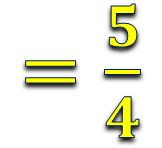 = 5/4